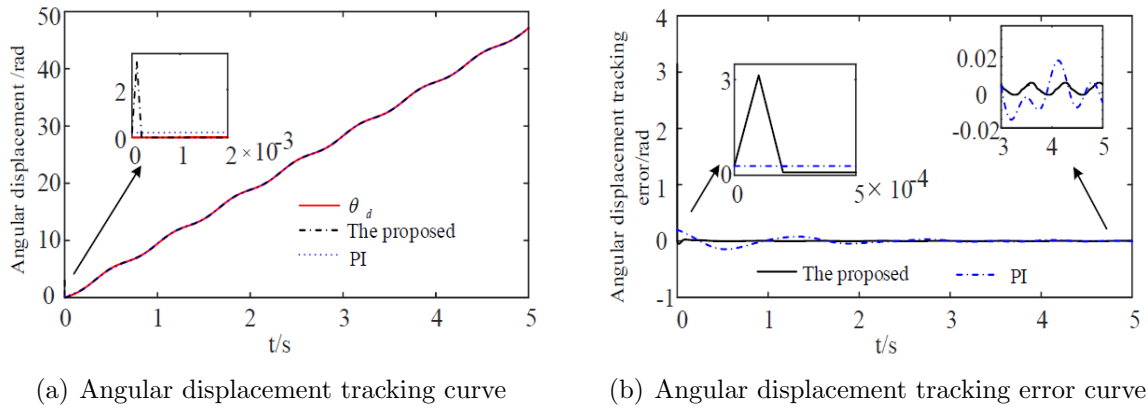 Angular displacement /rad
50
40
30
20
10
0
2
0
0
1
2 ×10⁻³
θ d
The proposed
PI
0
1
2
3
4
5
t/s
(a) Angular displacement tracking curve
Angular displacement tracking
error/rad
4
3
2
1
0
-1
3
0
0
5 × 10⁻⁴
0.02
0
-0.02
3
4
5
The proposed
PI
0
1
2
3
4
5
t/s
(b) Angular displacement tracking error curve